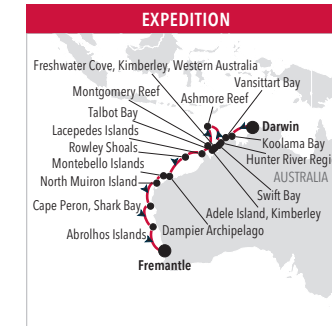 EXPEDITION
Freshwater Cove, Kimberley, Western Australia
Vansittart Bay
Montgomery Reef
Ashmore Reef
Talbot Bay
Lacepedes Islands
Darwin
Rowley Shoals
Koolama Bay
Montebello Islands
Hunter River Regi
North Muiron Island
AUSTRALIA
Swift Bay
Cape Peron, Shark Bay
Adele Island, Kimberley
Abrolhos Islands
Dampier Archipelago
Fremantle